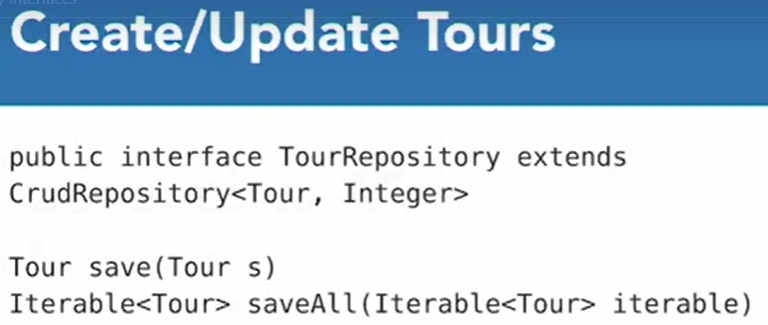 Create/Update Tours
public interface TourRepository extends
CrudRepository<Tour, Integer>
Tour save(Tour s)
Iterable<Tour> saveAll(Iterable<Tour> iterable)